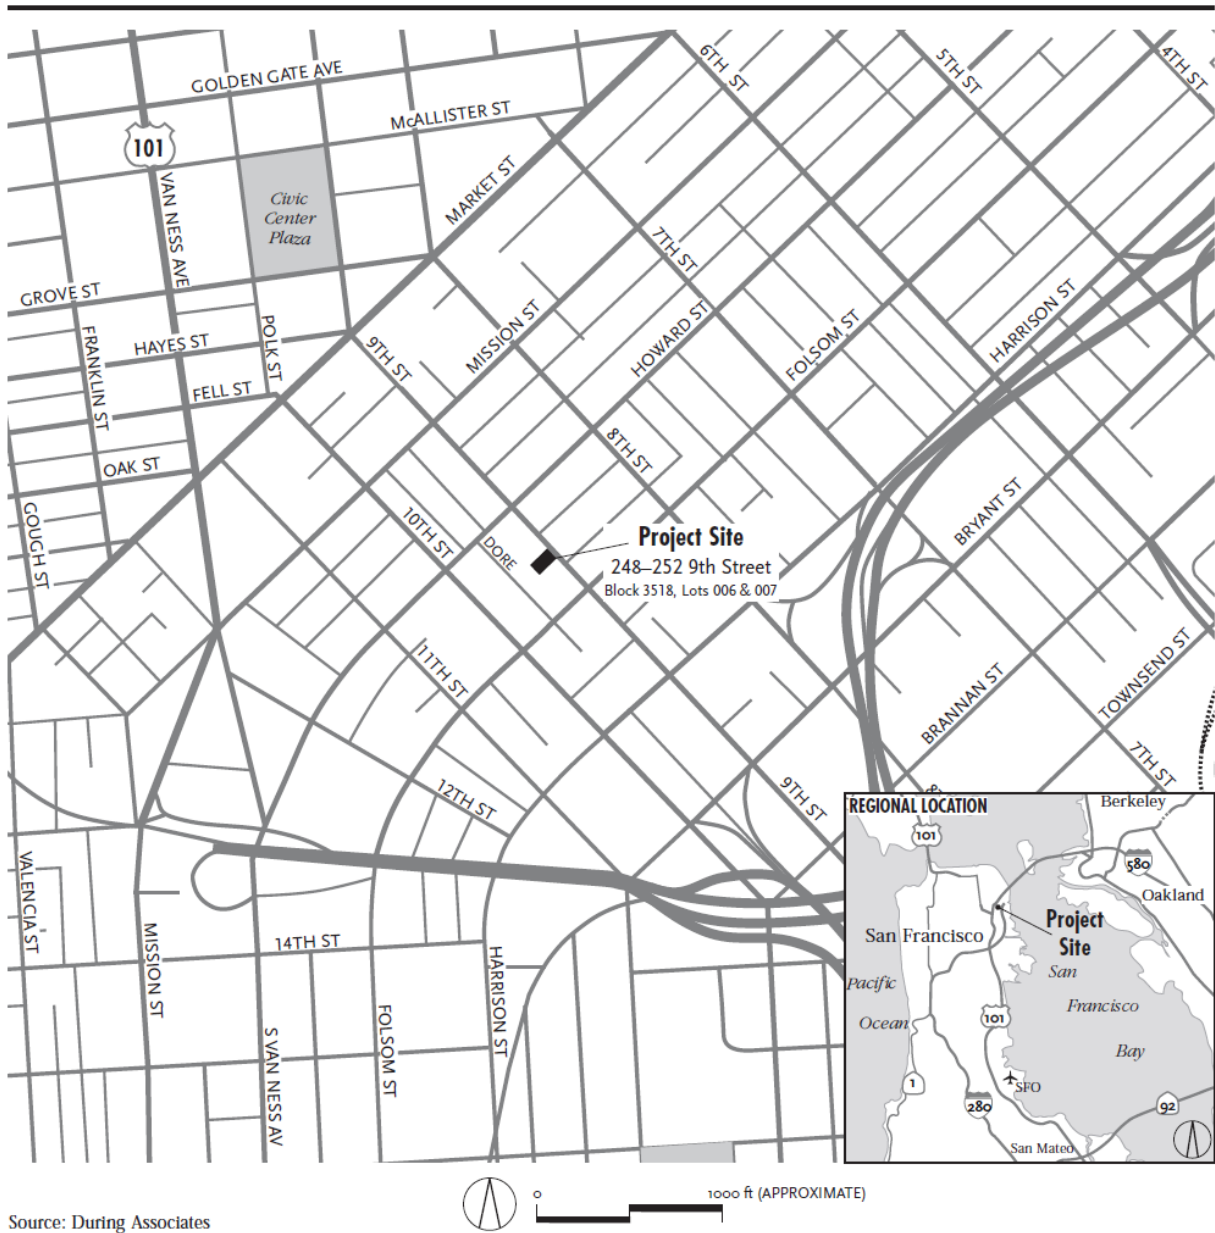 6TH ST
5TH ST
4TH ST
GOLDEN GATE AVE
McALLISTER ST
101
VAN NESS AVE
Civic
Center
Plaza
MARKET ST
7TH ST
GROVE ST
HAYES ST
POLK ST
FRANKLIN ST
FELL ST
9TH ST
MISSION ST
HOWARD ST
FOLSOM ST
HARRISON ST
OAK ST
GOUGH ST
8TH ST
10TH ST
DORE
Project Site
248–252 9th Street
Block 3518, Lots 006 & 007
BRYANT ST
11TH ST
BRANNAN ST
TOWNSEND ST
7TH ST
12TH ST
9TH ST
VALENCIA ST
MISSION ST
14TH ST
S VAN NESS AV
FOLSOM ST
HARRISON ST
REGIONAL LOCATION
Berkeley
101
580
Oakland
Project
Site
San Francisco
San
Francisco
Bay
Pacific
Ocean
101
1
SFO
280
92
San Mateo
0
1000 ft (APPROXIMATE)
Source: During Associates